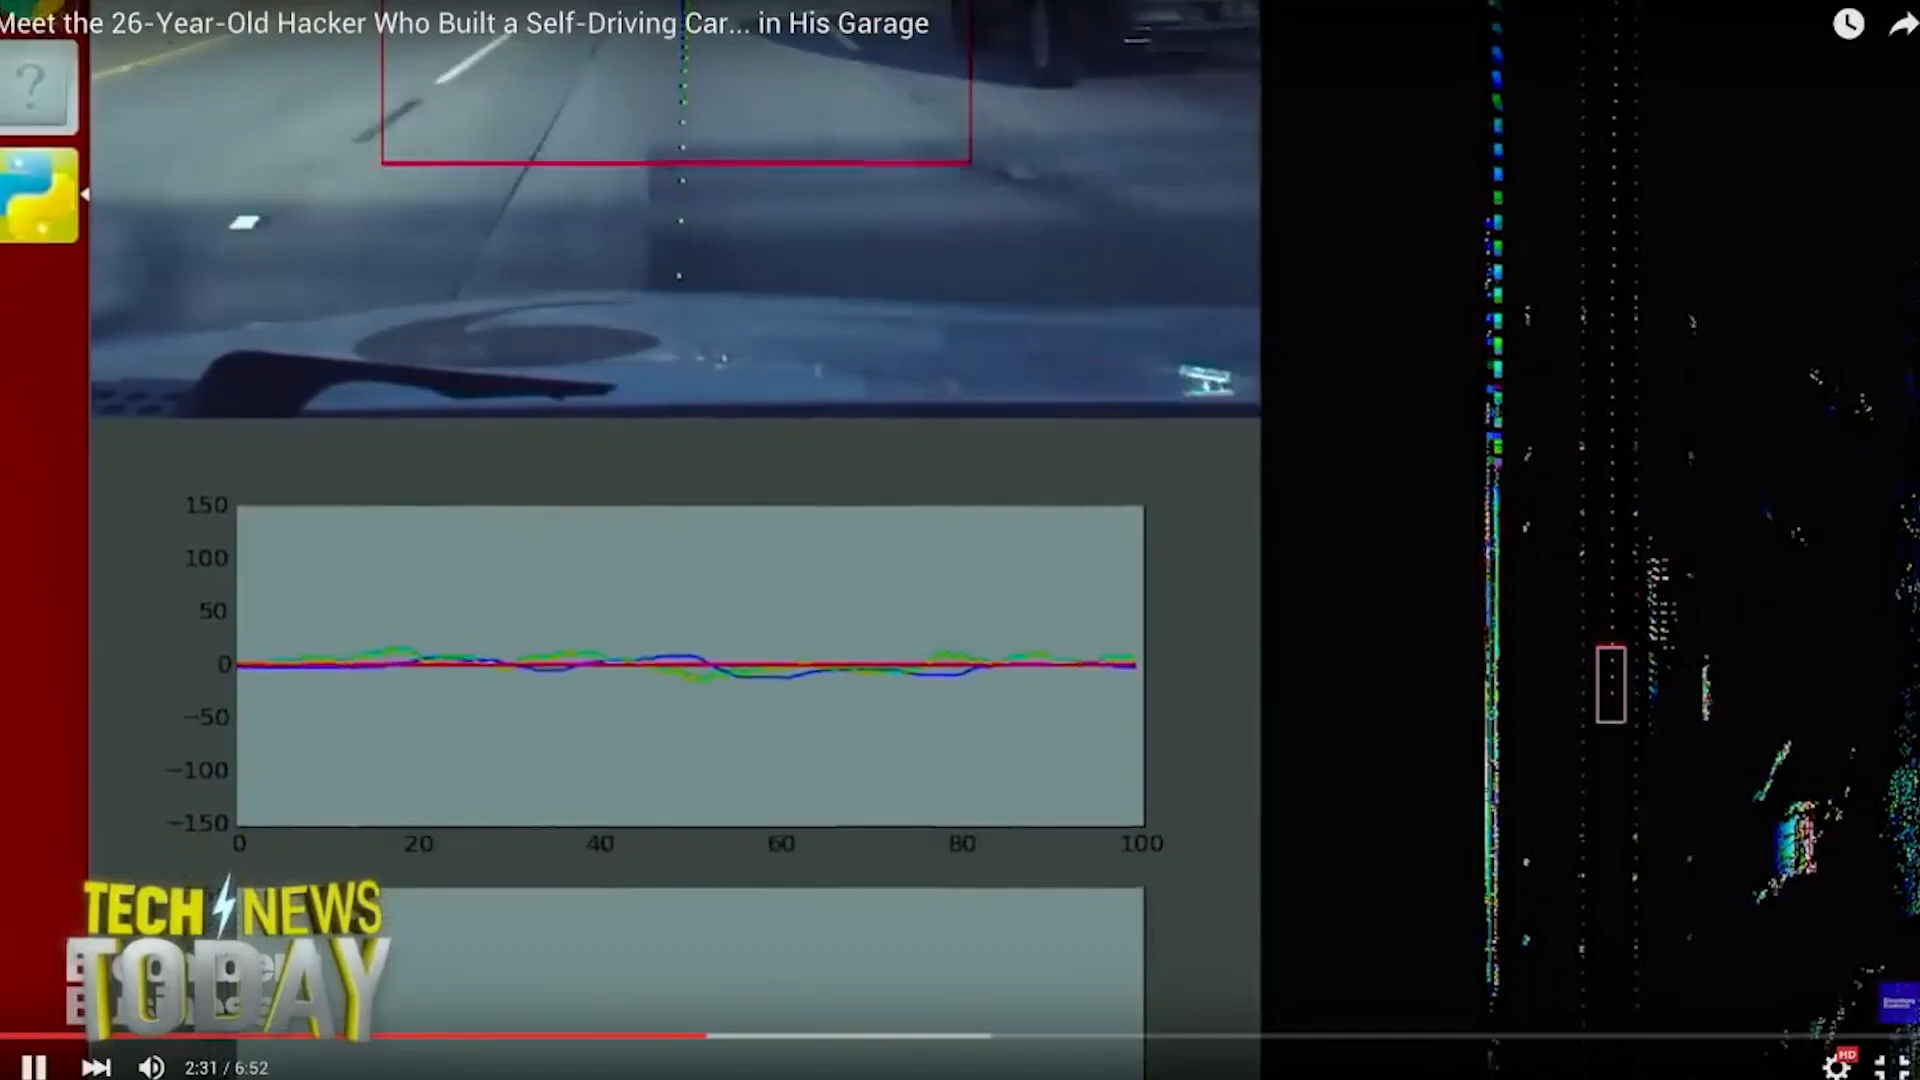 Meet the 26-Year-Old Hacker Who Built a Self-Driving Car... in His Garage
?
150
100
50
0
−50
−100
−150
0 20 40 60 80 100
TECH NEWS
TODAY
2:31 / 6:52
HD